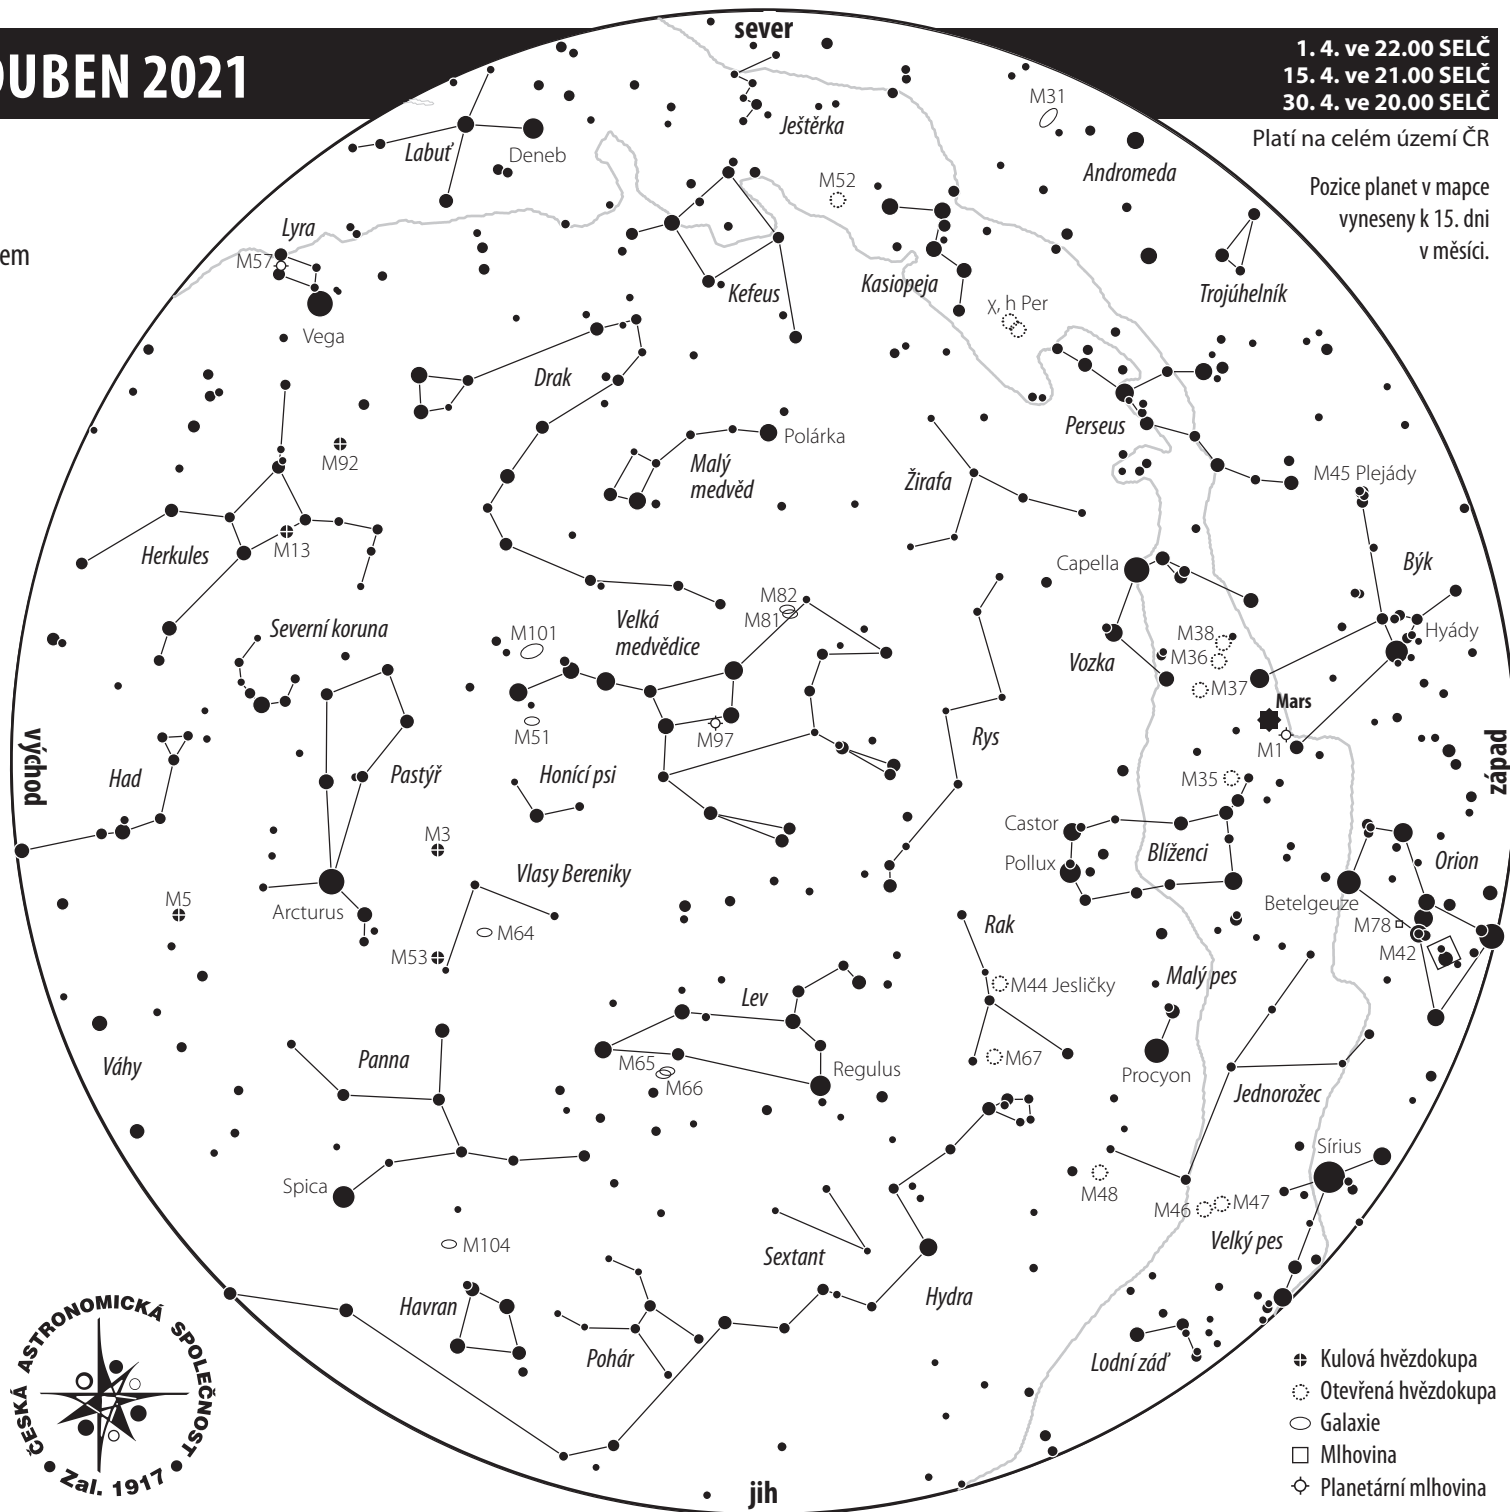 sever
DUBEN 2021
1. 4. ve 22.00 SELČ
15. 4. ve 21.00 SELČ
30. 4. ve 20.00 SELČ
Platí na celém území ČR
Pozice planet v mapce
vyneseny k 15. dni
v měsíci.
em
M31
Ještěrka
Labuť
Deneb
Andromeda
M52
Lyra
M57
Kasiopeja
Kefeus
Trojúhelník
χ, h Per
Vega
Drak
Perseus
Polárka
M92
Malý
medvěd
Žirafa
M45 Plejády
Herkules
M13
Capella
Býk
M82
M81
Velká
medvědice
Severní koruna
M101
Hyády
M38
M36
Vozka
M37
Mars
M51
M97
Rys
M1
východ
západ
Had
Pastýř
Honící psi
M35
Castor
M3
Pollux
Blíženci
Orion
Vlasy Bereniky
M5
Arcturus
Betelgeuze
M64
Rak
M78
M42
M53
M44 Jesličky
Malý pes
Lev
Váhy
Panna
M65
M66
Regulus
M67
Procyon
Jednorožec
Sírius
Spica
M48
M46
M47
M104
Sextant
Velký pes
Havran
Hydra
Pohár
Lodní záď
ČESKÁ ASTRONOMICKÁ SPOLEČNOST
Zal. 1917
Kulová hvězdokupa
Otevřená hvězdokupa
Galaxie
Mlhovina
Planetární mlhovina
jih